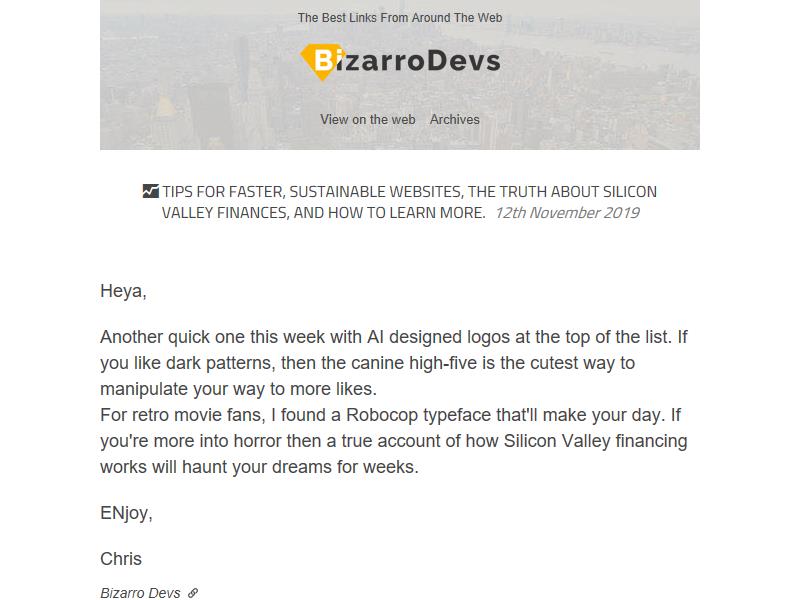 The Best Links From Around The Web
BizarroDevs
View on the web Archives
TIPS FOR FASTER, SUSTAINABLE WEBSITES, THE TRUTH ABOUT SILICON
VALLEY FINANCES, AND HOW TO LEARN MORE. 12th November 2019
Heya,
Another quick one this week with AI designed logos at the top of the list. If
you like dark patterns, then the canine high-five is the cutest way to
manipulate your way to more likes.
For retro movie fans, I found a Robocop typeface that'll make your day. If
you're more into horror then a true account of how Silicon Valley financing
works will haunt your dreams for weeks.
ENjoy,
Chris
Bizarro Devs